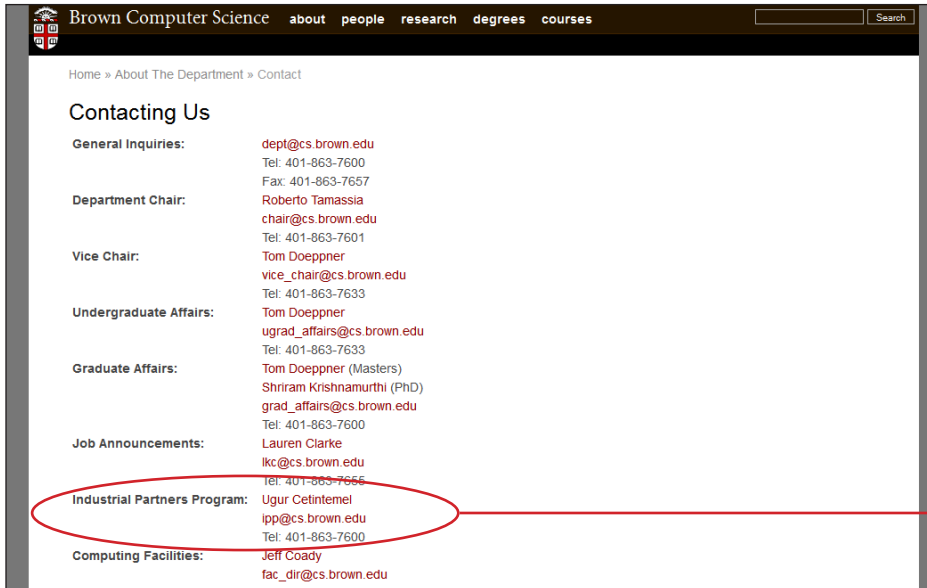 Brown Computer Science about people research degrees courses Search
Home » About The Department » Contact
Contacting Us
General Inquiries: dept@cs.brown.edu
Tel: 401-863-7600
Fax: 401-863-7657
Department Chair: Roberto Tamassia
chair@cs.brown.edu
Tel: 401-863-7601
Vice Chair: Tom Doeppner
vice_chair@cs.brown.edu
Tel: 401-863-7633
Undergraduate Affairs: Tom Doeppner
ugrad_affairs@cs.brown.edu
Tel: 401-863-7633
Graduate Affairs: Tom Doeppner (Masters)
Shriram Krishnamurthi (PhD)
grad_affairs@cs.brown.edu
Tel: 401-863-7600
Job Announcements: Lauren Clarke
lkc@cs.brown.edu
Tel: 401-863-7655
Industrial Partners Program: Ugur Cetintemel
ipp@cs.brown.edu
Tel: 401-863-7600
Computing Facilities: Jeff Coady
fac_dir@cs.brown.edu